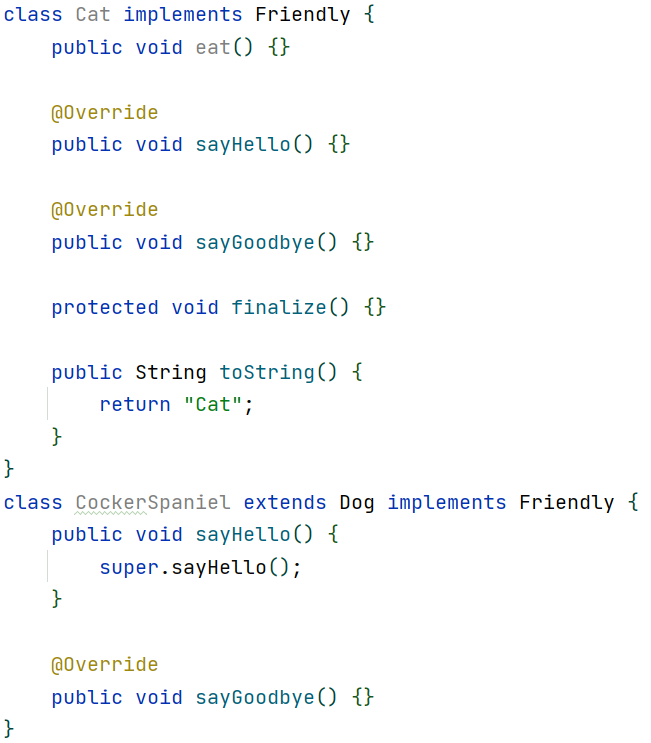 class Cat implements Friendly {
    public void eat() {}

    @Override
    public void sayHello() {}

    @Override
    public void sayGoodbye() {}

    protected void finalize() {}

    public String toString() {
        return "Cat";
    }
}
class CockerSpaniel extends Dog implements Friendly {
    public void sayHello() {
        super.sayHello();
    }

    @Override
    public void sayGoodbye() {}
}